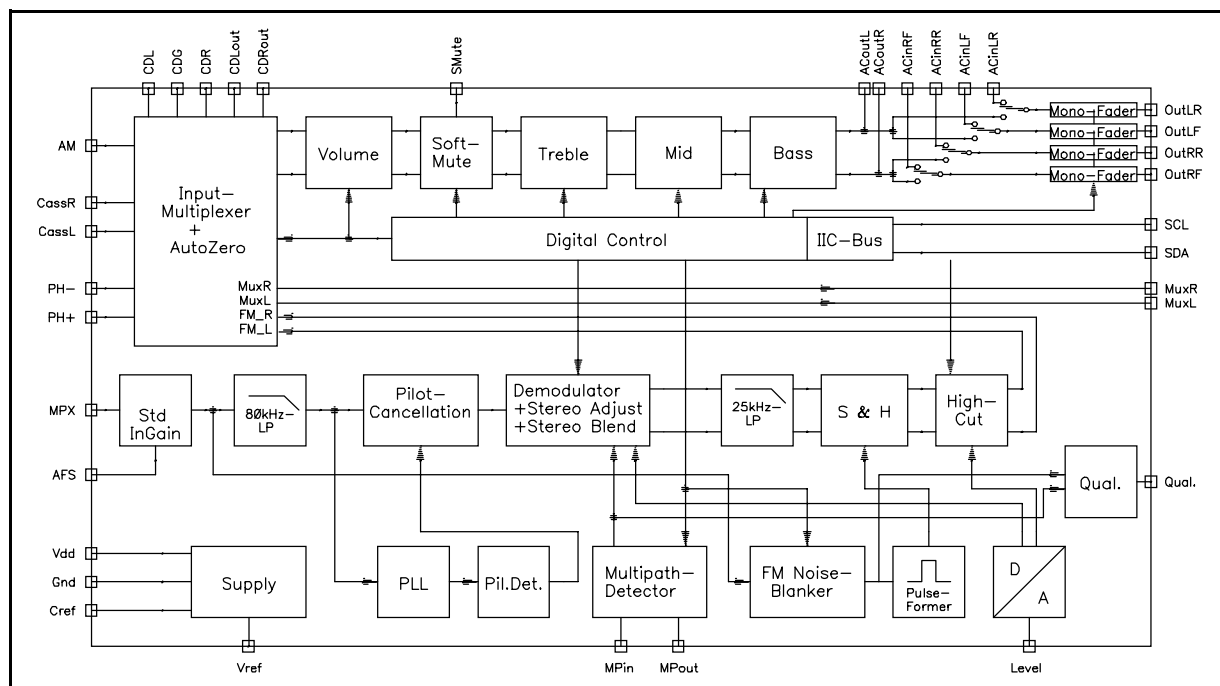 CDL
CDG
CDR
CDLout
CDRout
SMute
ACoutL
ACoutR
ACinRF
ACinRR
ACinLF
ACinLR
AM
CassR
CassL
PH-
PH+
Input-
Multiplexer
+
AutoZero
Volume
Soft-
Mute
Treble
Mid
Bass
Mono-Fader
Mono-Fader
Mono-Fader
Mono-Fader
OutLR
OutLF
OutRR
OutRF
Digital Control
IIC-Bus
SCL
SDA
MuxR
MuxL
FM_R
FM_L
MuxR
MuxL
MPX
AFS
Std
InGain
80kHz-
LP
Pilot-
Cancellation
Demodulator
+Stereo Adjust
+Stereo Blend
25kHz-
LP
S & H
High-
Cut
Qual.
Qual.
Vdd
Gnd
Cref
Supply
PLL
Pil.Det.
Multipath-
Detector
FM Noise-
Blanker
Pulse-
Former
D
A
Vref
MPin
MPout
Level